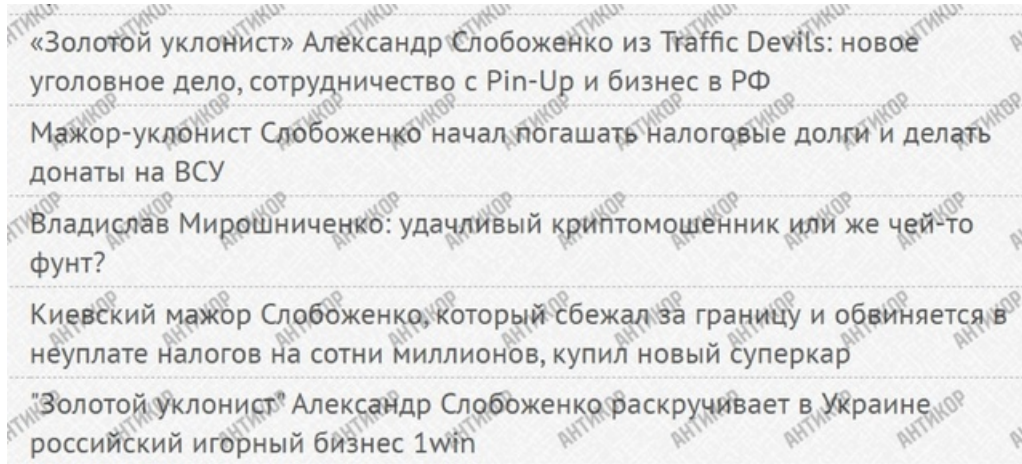 «Золотой уклонист» Александр Слобоженко из Traffic Devils: новое
уголовное дело, сотрудничество с Pin-Up и бизнес в РФ
Мажор-уклонист Слобоженко начал погашать налоговые долги и делать
донаты на ВСУ
Владислав Мирошниченко: удачливый криптомошенник или же чей-то
фунт?
Киевский мажор Слобоженко, который сбежал за границу и обвиняется в
неуплате налогов на сотни миллионов, купил новый суперкар
"Золотой уклонист" Александр Слобоженко раскручивает в Украине
российский игорный бизнес 1win